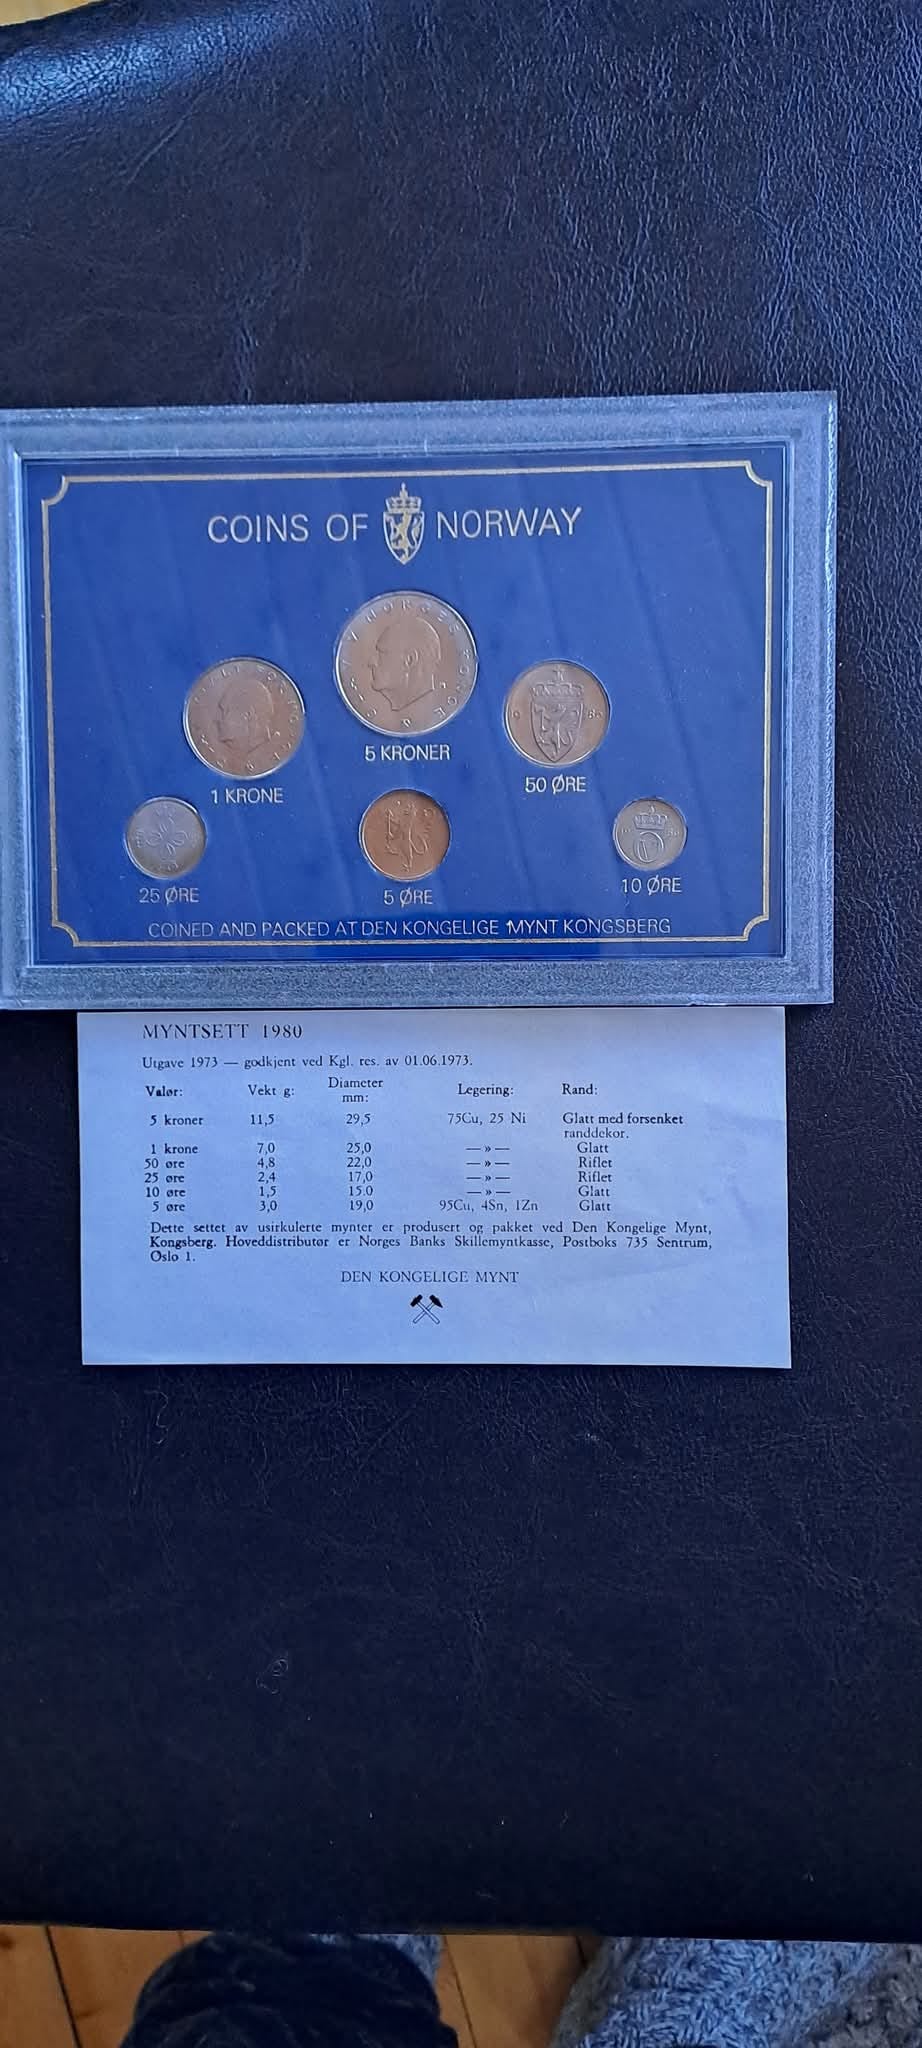 COINS OF NORWAY
5 KRONER
50 ØRE
1 KRONE
25 ØRE
5 ØRE
10 ØRE
COINED AND PACKED AT DEN KONGELIGE MYNT KONGSBERG
MYNTSETT 1980
Utgave 1973 — godkjent ved Kgl. res. av 01.06.1973.
Valør: Vekt g: Diameter mm: Legering: Rand:
5 kroner 11,5 29,5 75Cu, 25 Ni Glatt med forsenket
randdekor.
1 krone 7,0 25,0 —»— Glatt
50 øre 4,8 22,0 —»— Riflet
25 øre 2,4 17,0 —»— Riflet
10 øre 1,5 15.0 —»— Glatt
5 øre 3,0 19,0 95Cu, 4Sn, 1Zn Glatt
Dette settet av usirkulerte mynter er produsert og pakket ved Den Kongelige Mynt,
Kongsberg. Hoveddistributør er Norges Banks Skillemyntkasse, Postboks 735 Sentrum,
Oslo 1.
DEN KONGELIGE MYNT